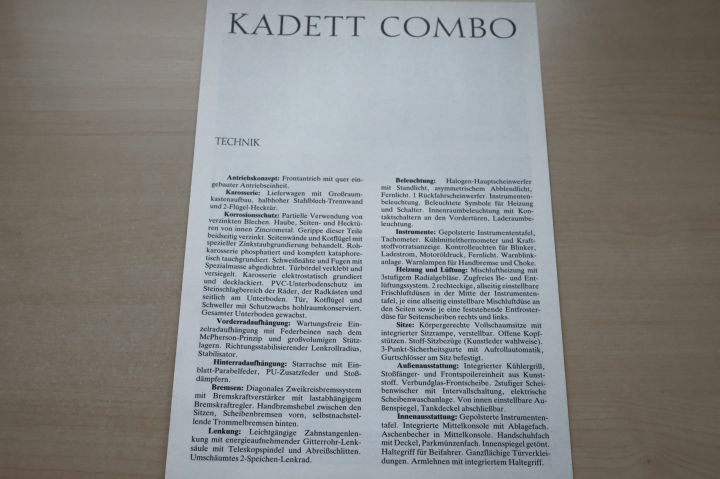 KADETT COMBO
TECHNIK
Antriebskonzept: Frontantrieb mit quer ein-
gebauter Antriebseinheit.
Karosserie: Lieferwagen mit Großraum-
kastenaufbau, halbhoher Stahlblech-Trennwand
und 2-Flügel-Hecktür.
Korrosionsschutz: Partielle Verwendung von
verzinkten Blechen. Haube, Seiten- und Hecktü-
ren von innen Zincrometal. Gerippe dieser Teile
beidseitig verzinkt. Seitenwände und Kotflügel mit
spezieller Zinkstaubgrundierung behandelt. Roh-
karosserie phosphatiert und komplett kataphore-
tisch tauchgrundiert. Schweißnähte und Fugen mit
Spezialmasse abgedichtet. Türbördel verklebt und
versiegelt. Karosserie elektrostatisch grundiert
und decklackiert. PVC-Unterbodenschutz im
Steinschlagbereich der Räder, der Radkästen und
seitlich am Unterboden. Tür, Kotflügel und
Schweller mit Schutzwachs hohlraumkonserviert.
Gesamter Unterboden gewachst.
Vorderradaufhängung: Wartungsfreie Ein-
zelradaufhängung mit Federbeinen nach dem
McPherson-Prinzip und großvolumigen Stütz-
lagern. Richtungsstabilisierender Lenkrollradius,
Stabilisator.
Hinterradaufhängung: Starrachse mit Ein-
blatt-Parabelfeder, PU-Zusatzfeder und Stoß-
dämpfern.
Bremsen: Diagonales Zweikreisbremssystem
mit Bremskraftverstärker mit lastabhängigem
Bremskraftregler. Handbremshebel zwischen den
Sitzen, Scheibenbremsen vorn, selbstnachstel-
lende Trommelbremsen hinten.
Lenkung: Leichtgängige Zahnstangenlen-
kung mit energieaufnehmender Gitterrohr-Lenk-
säule mit Teleskopspindel und Abreißschlitten.
Umschäumtes 2-Speichen-Lenkrad.
Beleuchtung: Halogen-Hauptscheinwerfer
mit Standlicht, asymmetrischem Abblendlicht,
Fernlicht. 1 Rückfahrscheinwerfer. Instrumenten-
beleuchtung. Beleuchtete Symbole für Heizung
und Schalter. Innenraumbeleuchtung mit Kon-
taktschaltern an den Vordertüren, Laderaumbe-
leuchtung.
Instrumente: Gepolsterte Instrumententafel,
Tachometer. Kühlmittelthermometer und Kraft-
stoffvorratsanzeige. Kontrolleuchten für Blinker,
Ladestrom, Motoröldruck, Fernlicht. Warnblink-
anlage. Warnlampen für Handbremse und Choke.
Heizung und Lüftung: Mischluftheizung mit
3stufigem Radialgebläse. Zugfreies Be- und Ent-
lüftungssystem. 2 rechteckige, allseitig einstellbare
Frischluftdüsen in der Mitte der Instrumenten-
tafel, je eine allseitig einstellbare Mischluftdüse an
den Seiten sowie je eine feststehende Entfroster-
düse für Seitenscheiben rechts und links.
Sitze: Körpergerechte Vollschaumsitze mit
integrierter Sitzrampe, verstellbar. Offene Kopf-
stützen. Stoff-Sitzbezüge (Kunstleder wahlweise).
3-Punkt-Sicherheitsgurte mit Aufrollautomatik,
Gurtschlösser am Sitz befestigt.
Außenausstattung: Integrierter Kühlergrill,
Stoßfänger- und Frontspoilereinheit aus Kunst-
stoff. Verbundglas-Frontscheibe. 2stufiger Schei-
benwischer mit Intervallschaltung, elektrische
Scheibenwaschanlage. Von innen einstellbare Au-
ßenspiegel, Tankdeckel abschließbar.
Innenausstattung: Gepolsterte Instrumenten-
tafel. Integrierte Mittelkonsole mit Ablagefach.
Aschenbecher in Mittelkonsole. Handschuhfach
mit Deckel, Parkmünzenfach. Innenspiegel getönt.
Haltegriff für Beifahrer. Ganzflächige Türverklei-
dungen. Armlehnen mit integriertem Haltegriff.